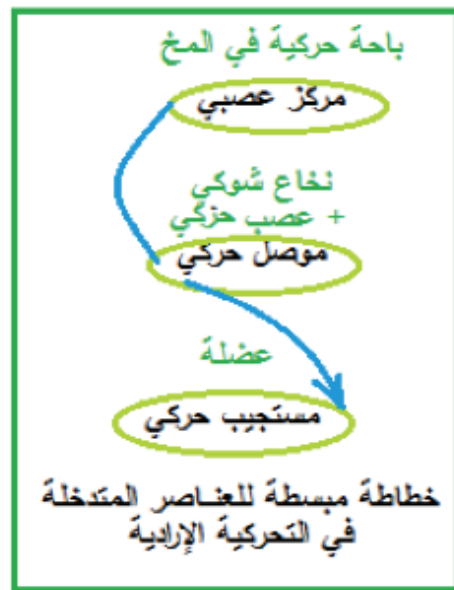 باحة حركية في المخ
مركز عصبي
نخاع شوكي
+ عصب حركي
موصل حركي
عضلة
مستجيب حركي
خطاطة مبسطة للعناصر المتدخلة
في التحركية الإرادية